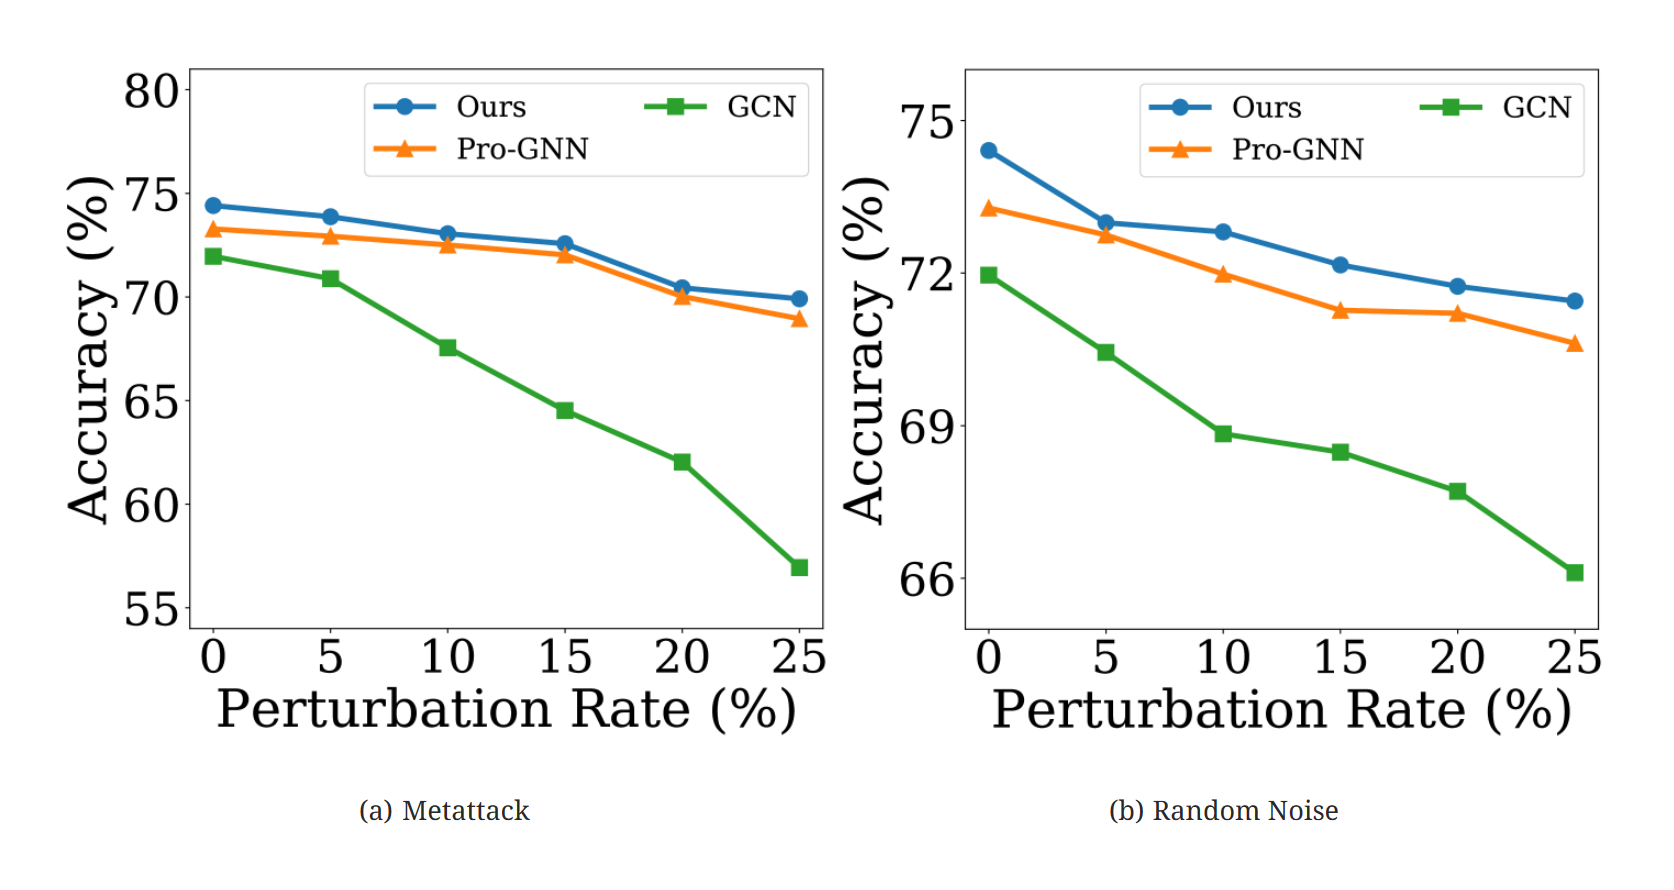 Accuracy (%)
80
75
70
65
60
55
Ours
GCN
Pro-GNN
0 5 10 15 20 25
Perturbation Rate (%)
(a) Metattack
Accuracy (%)
75
72
69
66
Ours
GCN
Pro-GNN
0 5 10 15 20 25
Perturbation Rate (%)
(b) Random Noise